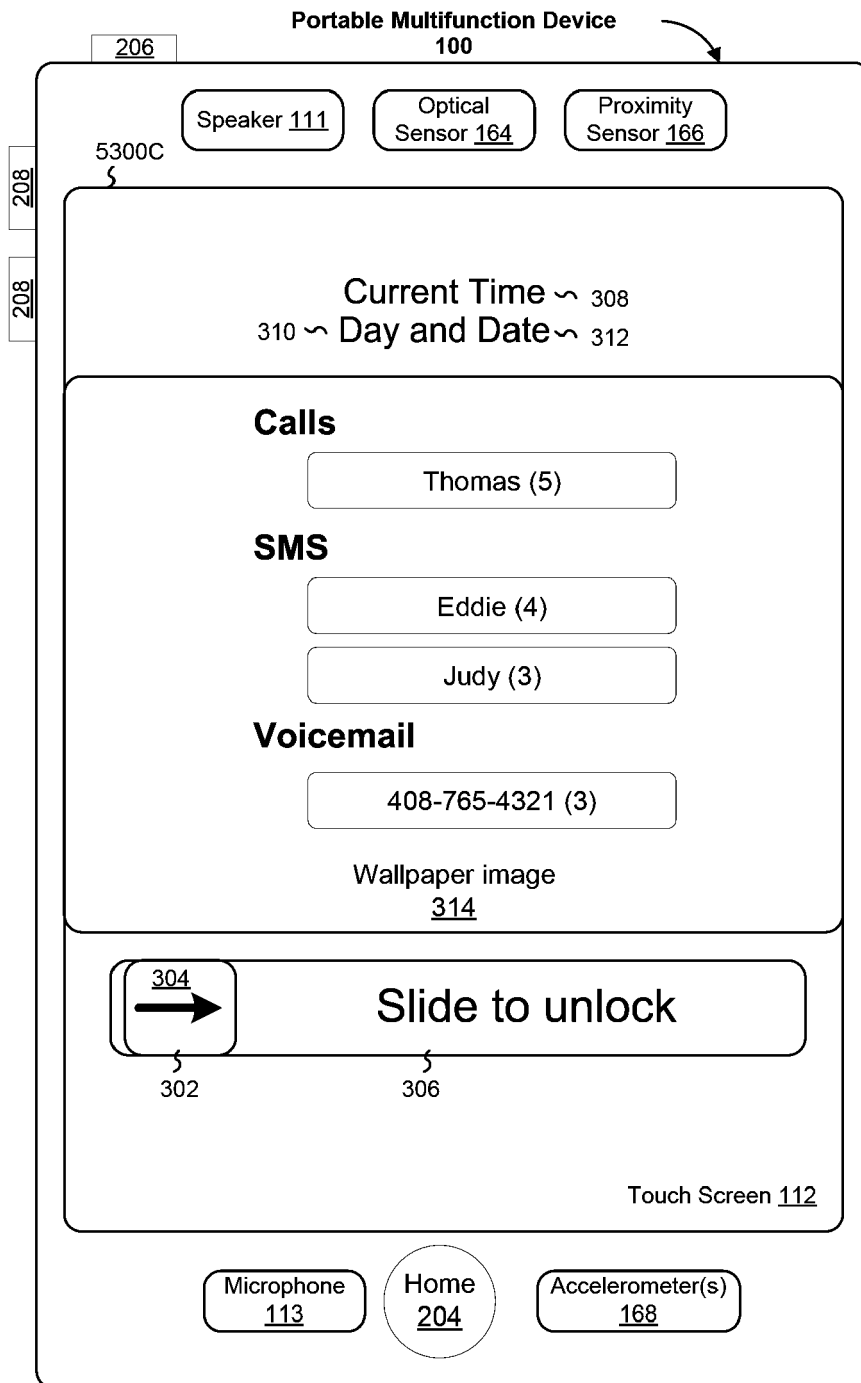 Portable Multifunction Device
100
206
Speaker 111
Optical
Sensor 164
Proximity
Sensor 166
5300C
208
208
Current Time 308
310 Day and Date 312
Calls
Thomas (5)
SMS
Eddie (4)
Judy (3)
Voicemail
408-765-4321 (3)
Wallpaper image
314
304
Slide to unlock
302
306
Touch Screen 112
Microphone
113
Home
204
Accelerometer(s)
168